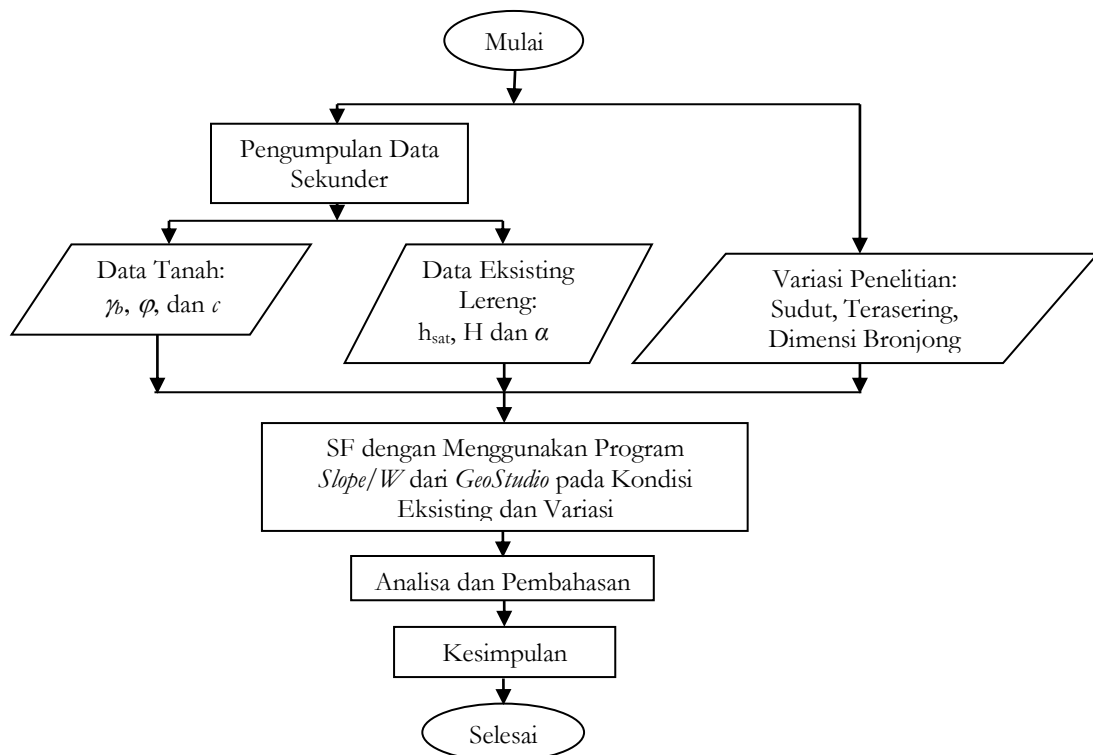 Mulai
Pengumpulan Data
Sekunder
Data Tanah:
γb, φ, dan c
Data Eksisting
Lereng:
hsat, H dan α
Variasi Penelitian:
Sudut, Terasering,
Dimensi Bronjong
SF dengan Menggunakan Program
Slope/W dari GeoStudio pada Kondisi
Eksisting dan Variasi
Analisa dan Pembahasan
Kesimpulan
Selesai